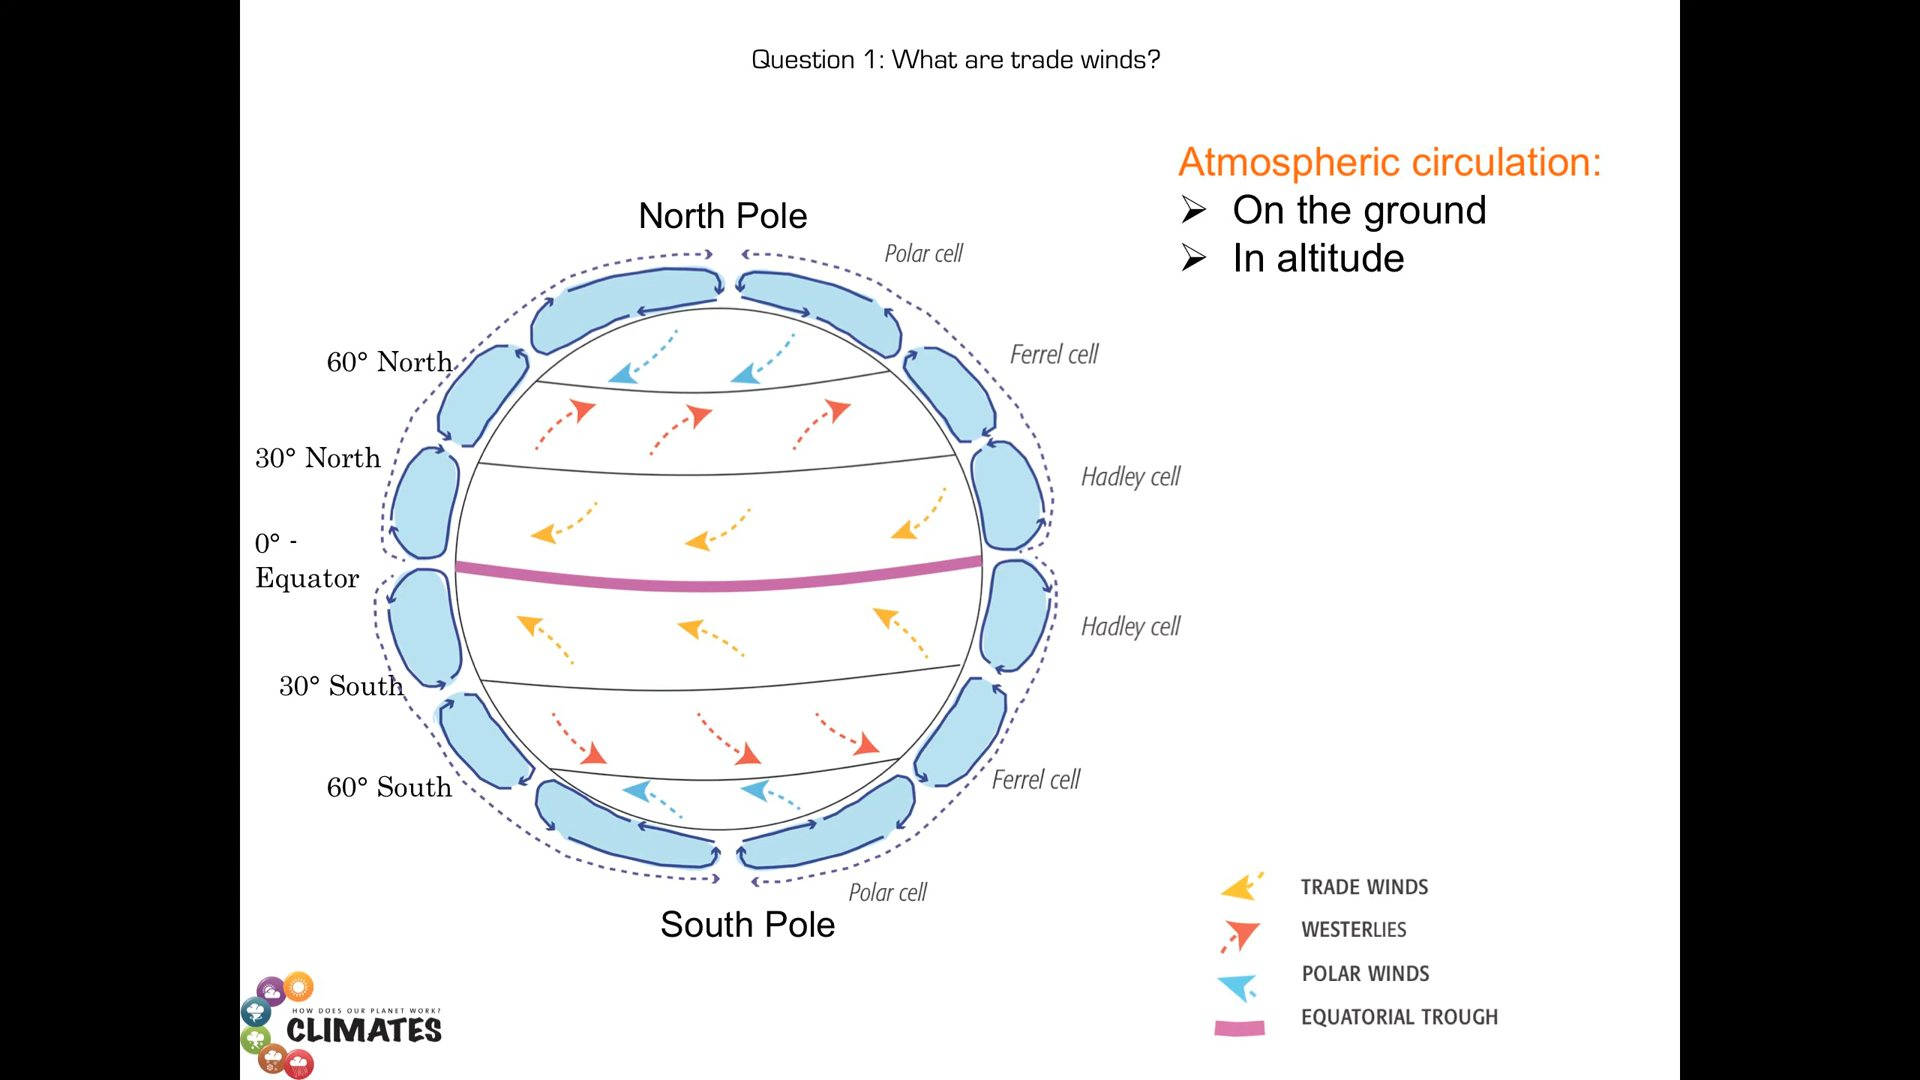 Question 1: What are trade winds?
Atmospheric circulation:
On the ground
In altitude
North Pole
Polar cell
60° North
Ferrel cell
30° North
Hadley cell
0° -
Equator
Hadley cell
30° South
60° South
Ferrel cell
Polar cell
South Pole
TRADE WINDS
WESTERLIES
POLAR WINDS
EQUATORIAL TROUGH
HOW DOES OUR PLANET WORK?
CLIMATES